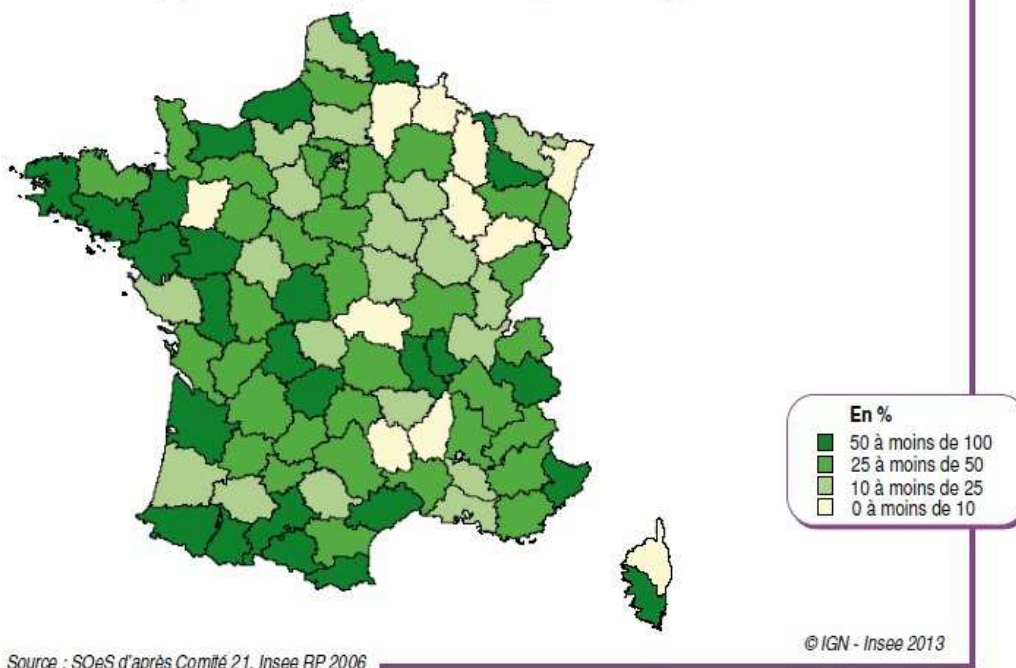 En %
50 à moins de 100
25 à moins de 50
10 à moins de 25
0 à moins de 10
© IGN - Insee 2013
Source : SOeS d'après Comité 21, Insee RP 2006